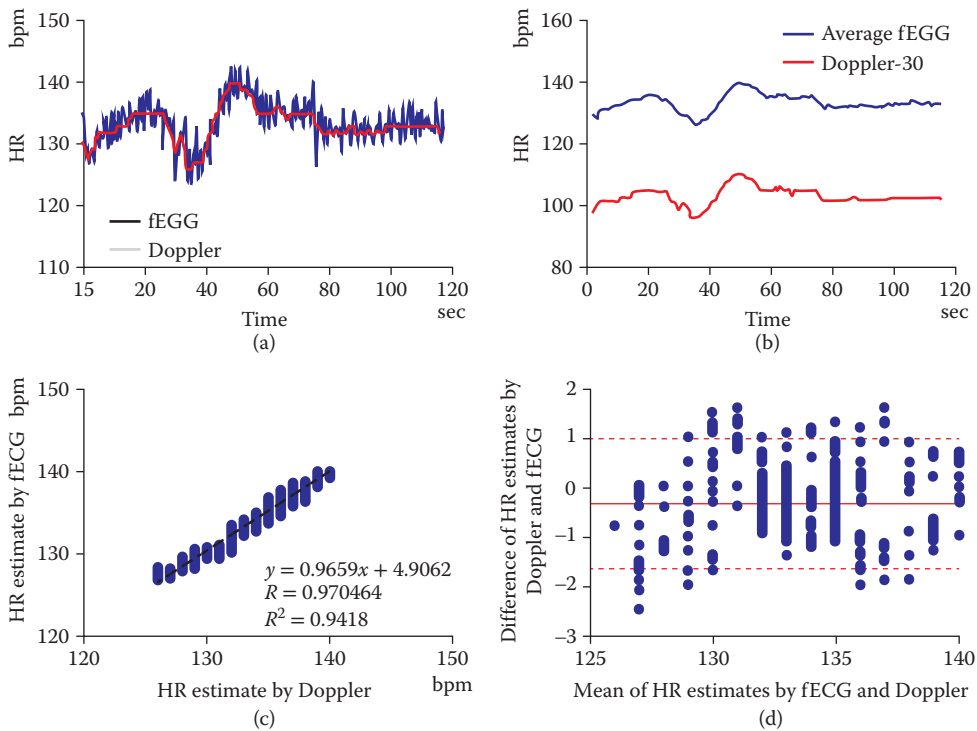 bpm
150
140
130
120
110
HR
fEGG
Doppler
15 20 40 60 80 100 120
sec
Time
(a)
bpm
160
140
120
100
80
HR
Average fEGG
Doppler-30
0 20 40 60 80 100 120
sec
Time
(b)
HR estimate by fECG bpm
150
140
130
120
y = 0.9659x + 4.9062
R = 0.970464
R² = 0.9418
120 130 140 150
HR estimate by Doppler bpm
(c)
Difference of HR estimates by
Doppler and fECG
2
1
0
–1
–2
–3
125 130 135 140
Mean of HR estimates by fECG and Doppler
(d)